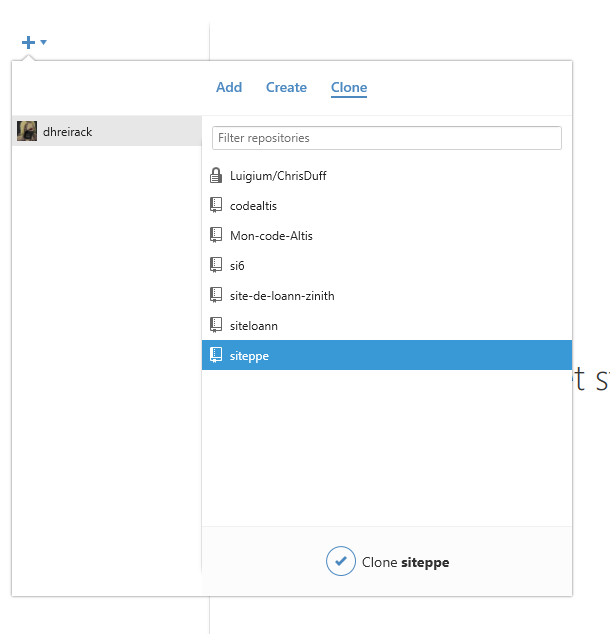 Add Create Clone
dhreirack
Filter repositories
Luigium/ChrisDuff
codealtis
Mon-code-Altis
si6
site-de-loann-zinith
siteloann
siteppe
Clone siteppe